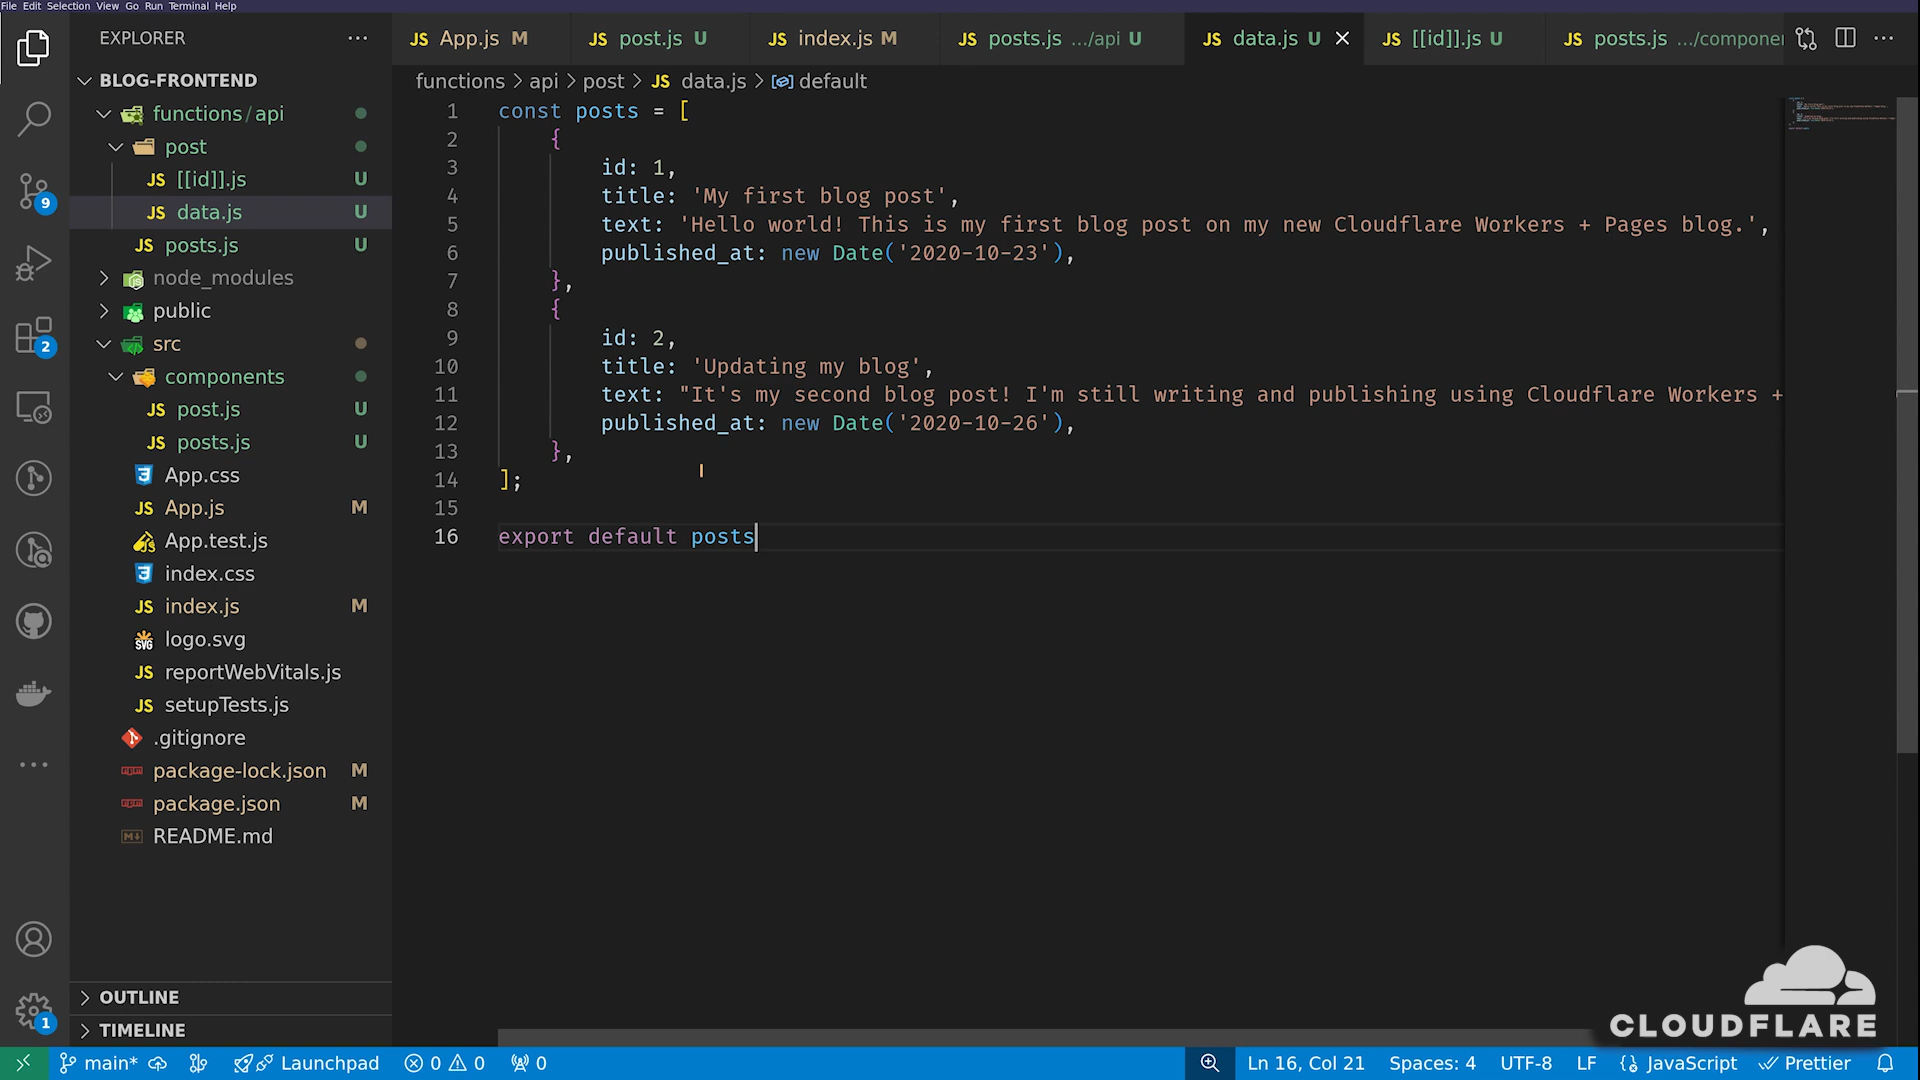 File Edit Selection View Go Run Terminal Help
EXPLORER
BLOG-FRONTEND
functions/api
post
JS [[id]].js U
JS data.js U
JS posts.js U
node_modules
public
src
components
JS post.js U
JS posts.js U
App.css
JS App.js M
App.test.js
index.css
JS index.js M
SVG logo.svg
JS reportWebVitals.js
JS setupTests.js
.gitignore
package-lock.json M
package.json M
README.md
OUTLINE
TIMELINE
9
2
1
JS App.js M JS post.js U JS index.js M JS posts.js .../api U JS data.js U JS [[id]].js U JS posts.js .../componen
functions > api > post > JS data.js > default
1 const posts = [
2 {
3 id: 1,
4 title: 'My first blog post',
5 text: 'Hello world! This is my first blog post on my new Cloudflare Workers + Pages blog.',
6 published_at: new Date('2020-10-23'),
7 },
8 {
9 id: 2,
10 title: 'Updating my blog',
11 text: "It's my second blog post! I'm still writing and publishing using Cloudflare Workers +
12 published_at: new Date('2020-10-26'),
13 },
14 ];
15
16 export default posts
CLOUDFLARE
main* Launchpad 0 0 0 Ln 16, Col 21 Spaces: 4 UTF-8 LF {} JavaScript Prettier